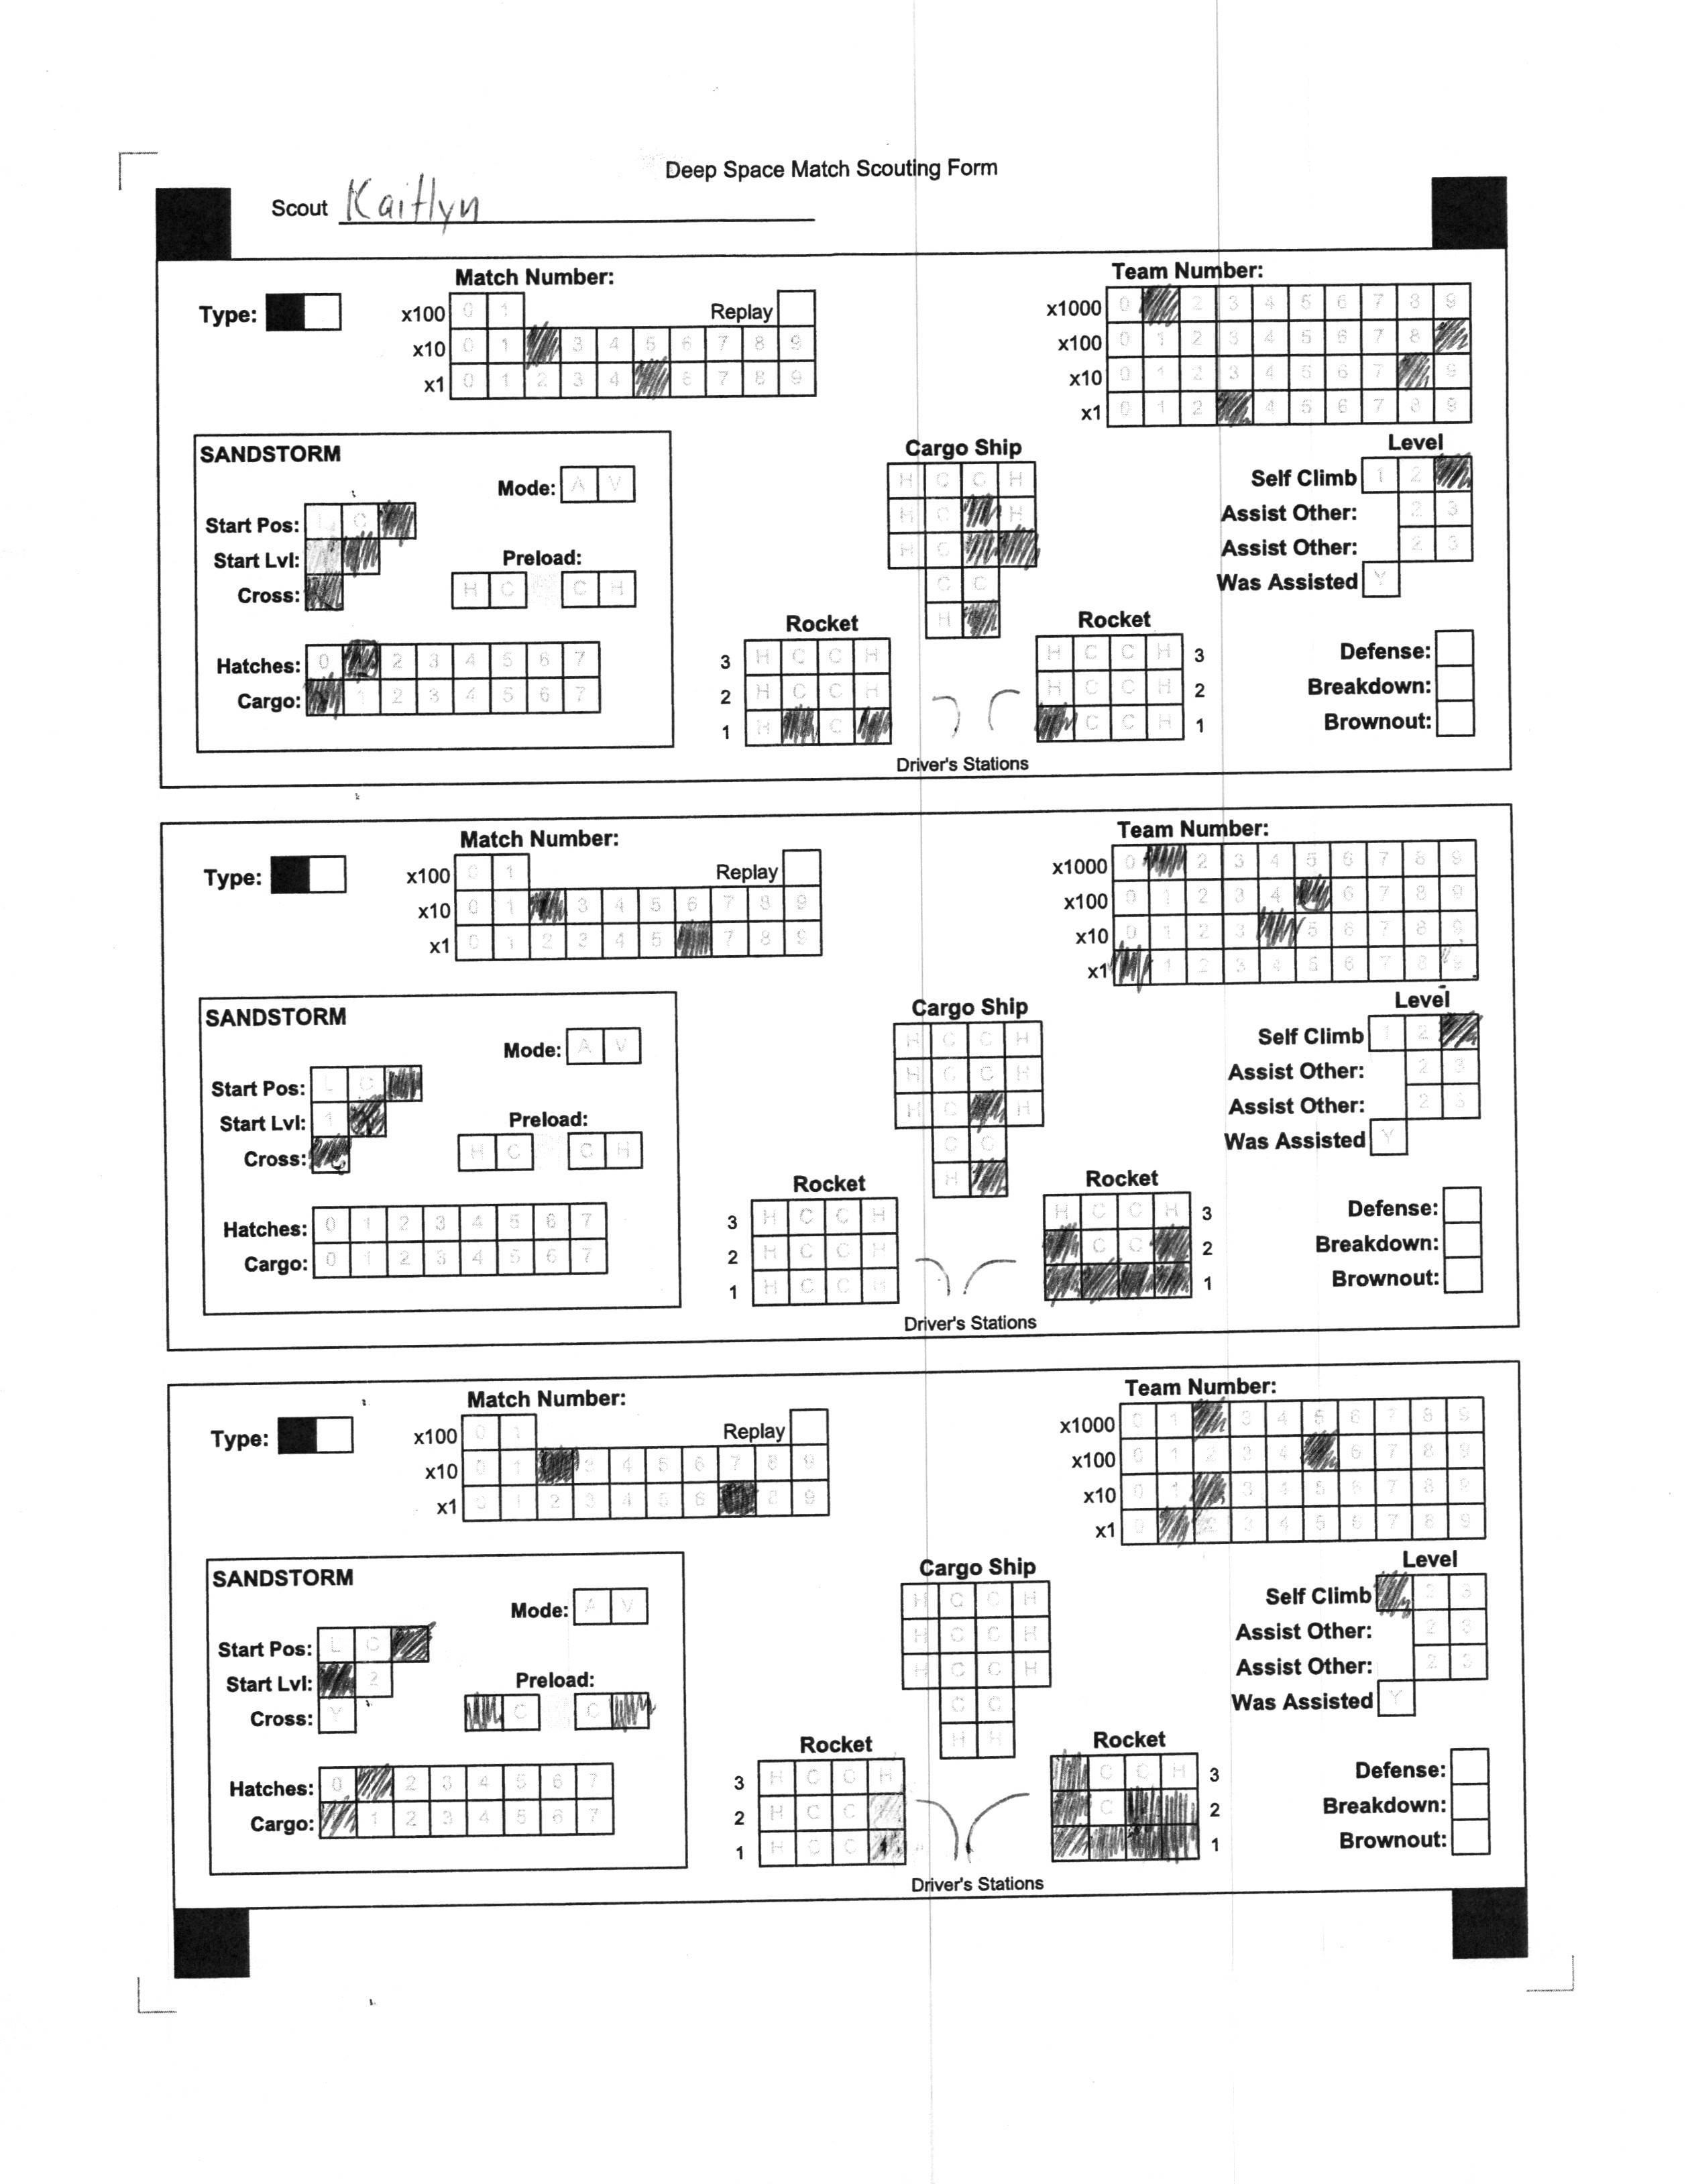 Deep Space Match Scouting Form
Scout Kaitlyn
Match Number:
Team Number:
Type:
x100 0 1
Replay
x10 0 1 3 4 5 6 7 8 9
x1 0 1 2 3 4 6 7 8 9
x1000 0 2 3 4 5 6 7 8 9
x100 0 1 2 3 4 5 6 7 8
x10 0 1 2 3 4 5 6 7 9
x1 0 1 2 4 5 6 7 8 9
SANDSTORM
Mode: A V
Start Pos: L C
Start Lvl:
Cross:
Preload:
H C C H
Hatches: 0 2 3 4 5 6 7
Cargo: 1 2 3 4 5 6 7
Cargo Ship
H C C H
H C H
H C
C C
H
Rocket
3 H C C H
2 H C C H
1 H C
Rocket
H C C H 3
H C C H 2
C C H 1
Driver's Stations
Level
Self Climb 1 2
Assist Other: 2 3
Assist Other: 2 3
Was Assisted Y
Defense:
Breakdown:
Brownout:
Match Number:
Team Number:
Type:
x100 0 1
Replay
x10 0 1 3 4 5 6 7 8 9
x1 0 1 2 3 4 5 7 8 9
x1000 0 2 3 4 5 6 7 8 9
x100 0 1 2 3 4 6 7 8 9
x10 0 1 2 3 5 6 7 8 9
x1 1 2 3 4 5 6 7 8 9
SANDSTORM
Mode: A V
Start Pos: L C
Start Lvl: 1
Cross:
Preload:
H C C H
Hatches: 0 1 2 3 4 5 6 7
Cargo: 0 1 2 3 4 5 6 7
Cargo Ship
H C C H
H C C H
H C H
C C
H
Rocket
3 H C C H
2 H C C H
1 H C C H
Rocket
H C C H 3
C C 2
1
Driver's Stations
Level
Self Climb 1 2
Assist Other: 2 3
Assist Other: 2 3
Was Assisted Y
Defense:
Breakdown:
Brownout:
Match Number:
Team Number:
Type:
x100 0 1
Replay
x10 0 1 3 4 5 6 7 8 9
x1 0 1 2 3 4 5 6 8 9
x1000 0 1 3 4 5 6 7 8 9
x100 0 1 2 3 4 6 7 8 9
x10 0 1 3 4 5 6 7 8 9
x1 0 2 3 4 5 6 7 8 9
SANDSTORM
Mode: A V
Start Pos: L C
Start Lvl: 2
Cross: Y
Preload:
C C
Hatches: 0 2 3 4 5 6 7
Cargo: 1 2 3 4 5 6 7
Cargo Ship
H C C H
H C C H
H C C H
C C
H H
Rocket
3 H C C H
2 H C C
1 H C C
Rocket
C C H 3
C 2
1
Driver's Stations
Level
Self Climb 2 3
Assist Other: 2 3
Assist Other: 2 3
Was Assisted Y
Defense:
Breakdown:
Brownout: